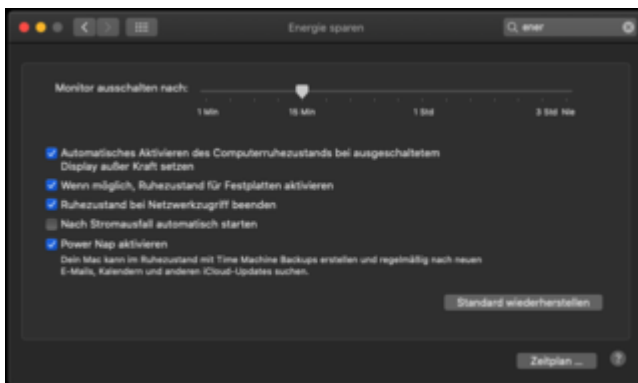 Energie sparen
ener
Monitor ausschalten nach:
1 Min 15 Min 1 Std 3 Std Nie
Automatisches Aktivieren des Computerruhezustands bei ausgeschaltetem
Display außer Kraft setzen
Wenn möglich, Ruhezustand für Festplatten aktivieren
Ruhezustand bei Netzwerkzugriff beenden
Nach Stromausfall automatisch starten
Power Nap aktivieren
Dein Mac kann im Ruhezustand mit Time Machine Backups erstellen und regelmäßig nach neuen
E-Mails, Kalendern und anderen iCloud-Updates suchen.
Standard wiederherstellen
Zeitplan ... ?